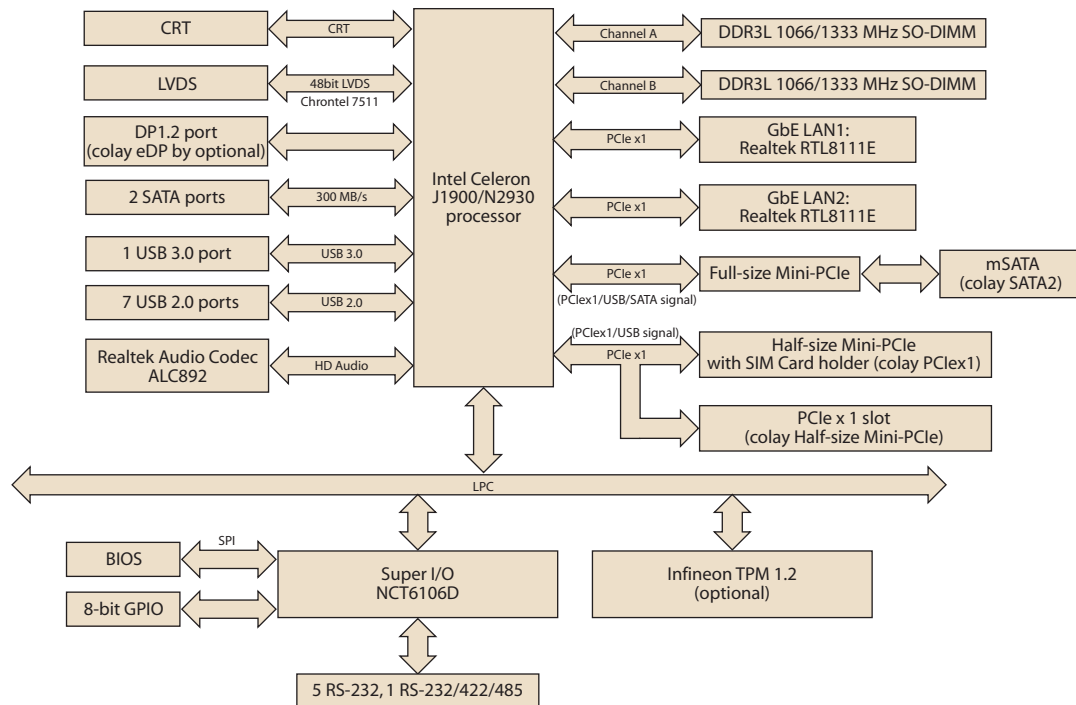 CRT
CRT
LVDS
48bit LVDS
Chrontel 7511
DP1.2 port
(colay eDP by optional)
2 SATA ports
300 MB/s
1 USB 3.0 port
USB 3.0
7 USB 2.0 ports
USB 2.0
Realtek Audio Codec
ALC892
HD Audio
Intel Celeron
J1900/N2930
processor
Channel A
DDR3L 1066/1333 MHz SO-DIMM
Channel B
DDR3L 1066/1333 MHz SO-DIMM
PCIe x1
GbE LAN1:
Realtek RTL8111E
PCIe x1
GbE LAN2:
Realtek RTL8111E
PCIe x1
(PCIex1/USB/SATA signal)
Full-size Mini-PCIe
mSATA
(colay SATA2)
(PCIex1/USB signal)
PCIe x1
Half-size Mini-PCIe
with SIM Card holder (colay PCIex1)
PCIe x 1 slot
(colay Half-size Mini-PCIe)
LPC
BIOS
SPI
8-bit GPIO
Super I/O
NCT6106D
Infineon TPM 1.2
(optional)
5 RS-232, 1 RS-232/422/485